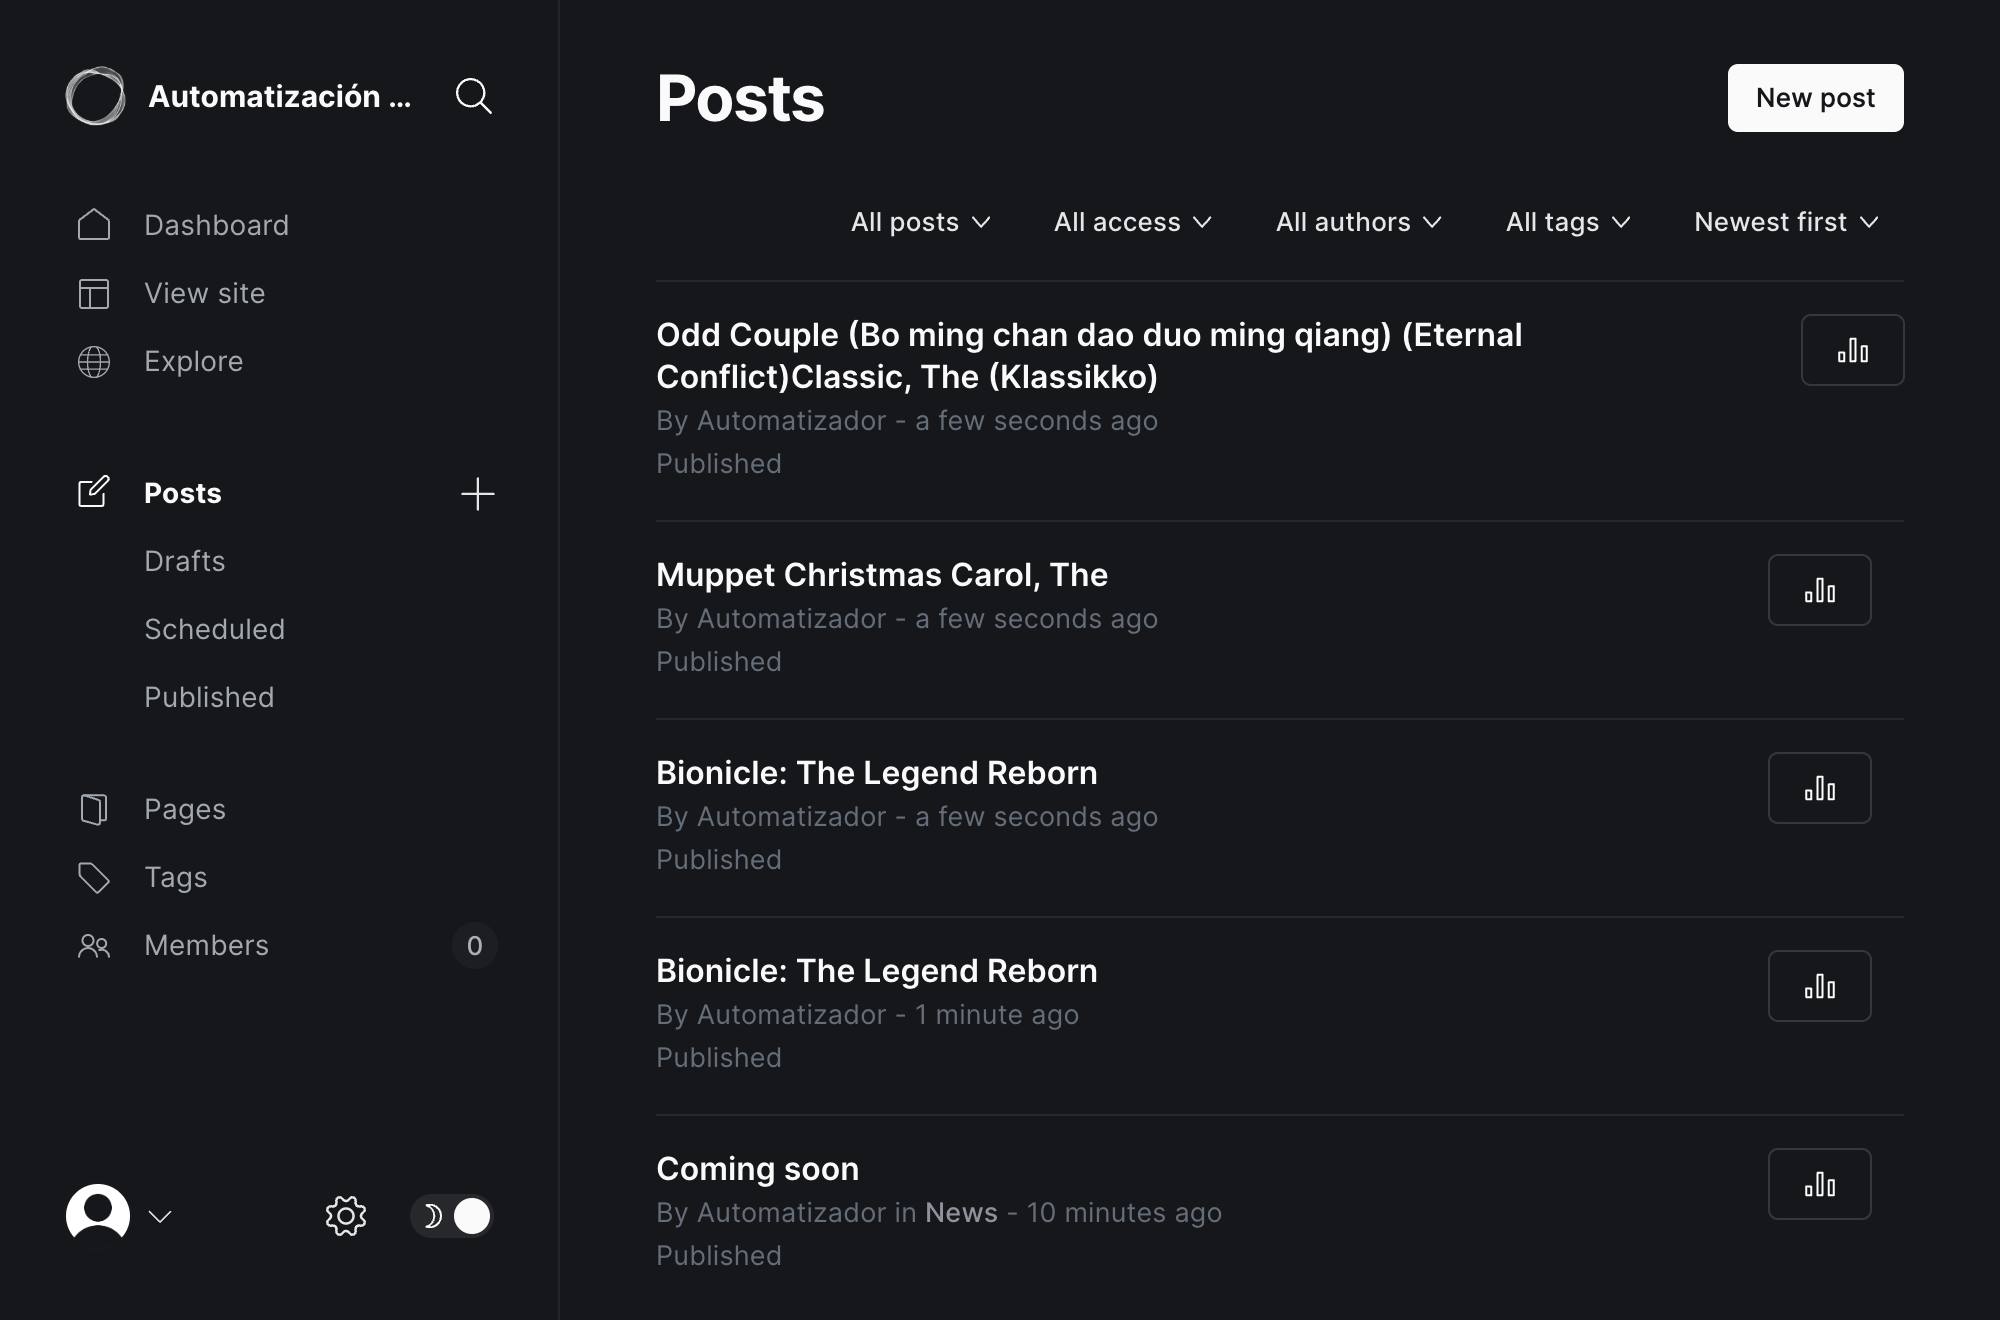 Automatización ...
Dashboard
View site
Explore
Posts
Drafts
Scheduled
Published
Pages
Tags
Members 0
Posts
New post
All posts All access All authors All tags Newest first
Odd Couple (Bo ming chan dao duo ming qiang) (Eternal
Conflict)Classic, The (Klassikko)
By Automatizador - a few seconds ago
Published
Muppet Christmas Carol, The
By Automatizador - a few seconds ago
Published
Bionicle: The Legend Reborn
By Automatizador - a few seconds ago
Published
Bionicle: The Legend Reborn
By Automatizador - 1 minute ago
Published
Coming soon
By Automatizador in News - 10 minutes ago
Published